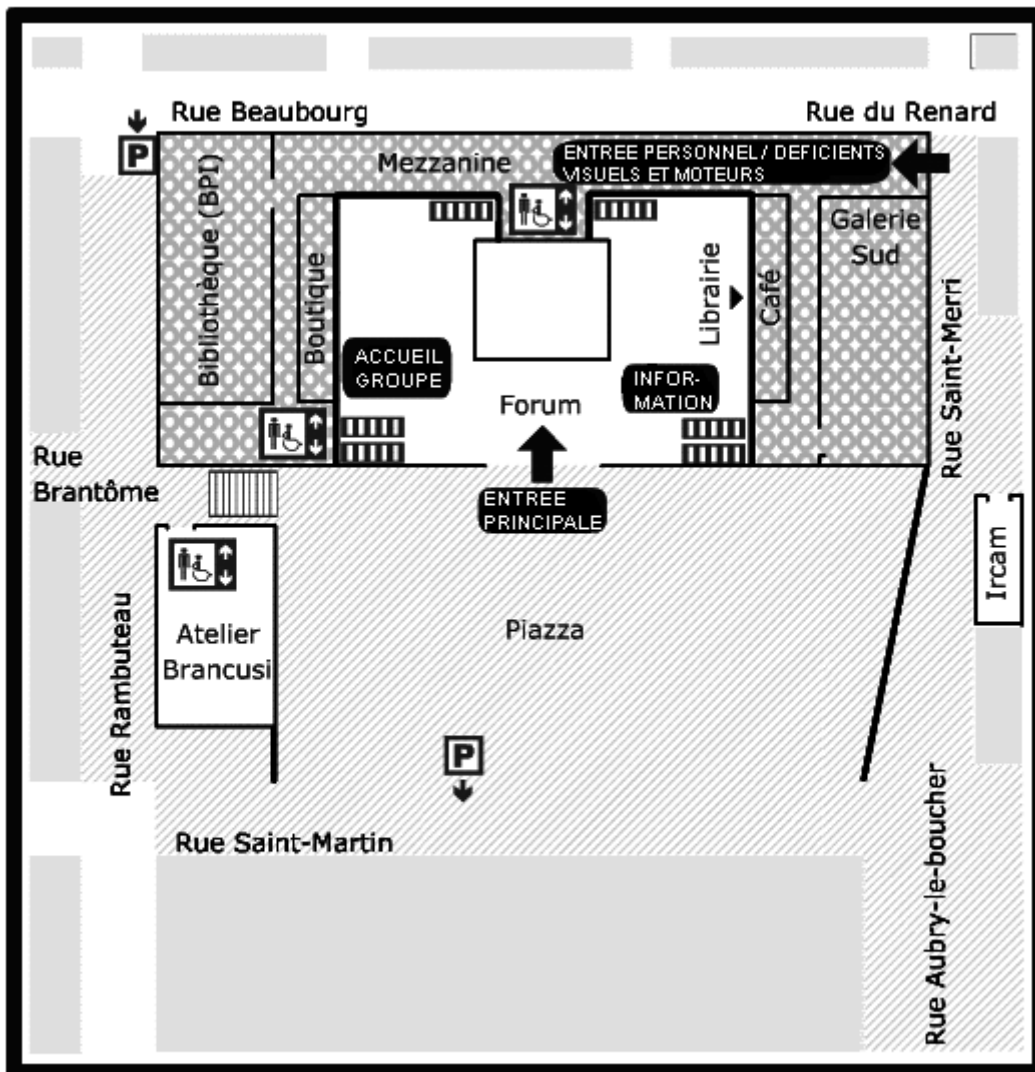 Rue Beaubourg
Rue du Renard
P
Mezzanine
ENTREE PERSONNEL/ DEFICIENTS
VISUELS ET MOTEURS
Bibliothèque (BPI)
Boutique
Librairie
Café
Galerie
Sud
Rue Saint-Merri
ACCUEIL
GROUPE
INFOR-
MATION
Forum
Rue
Brantôme
ENTREE
PRINCIPALE
Ircam
Atelier
Brancusi
Piazza
Rue Rambuteau
P
Rue Saint-Martin
Rue Aubry-le-boucher